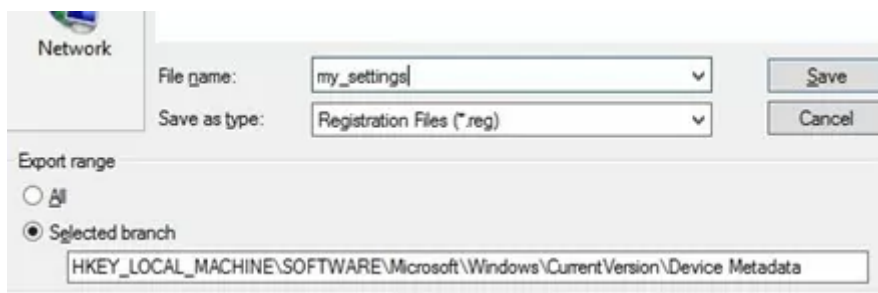 Network
File name:
my_settings
Save
Save as type:
Registration Files (*.reg)
Cancel
Export range
All
Selected branch
HKEY_LOCAL_MACHINE\SOFTWARE\Microsoft\Windows\CurrentVersion\Device Metadata